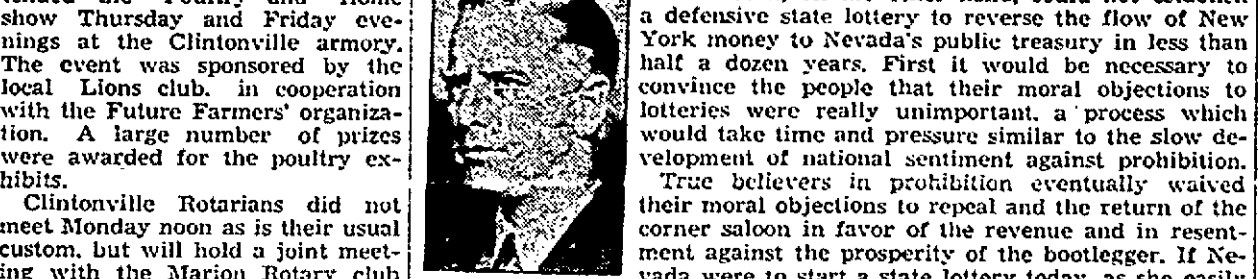 show Thursday and Friday eve-
nings at the Clintonville armory.
The event was sponsored by the
local Lions club. in cooperation
with the Future Farmers' organiza-
tion. A large number of prizes
were awarded for the poultry ex-
hibits.
Clintonville Rotarians did not
meet Monday noon as is their usual
custom. but will hold a joint meet-
ing with the Marion Rotary club
a defensive state lottery to reverse the flow of New
York money to Nevada's public treasury in less than
half a dozen years. First it would be necessary to
convince the people that their moral objections to
lotteries were really unimportant. a process which
would take time and pressure similar to the slow de-
velopment of national sentiment against prohibition.
True believers in prohibition eventually waived
their moral objections to repeal and the return of the
corner saloon in favor of the revenue and in resent-
ment against the prosperity of the bootlegger. If Ne-
vada were to start a state lottery today, as she easily